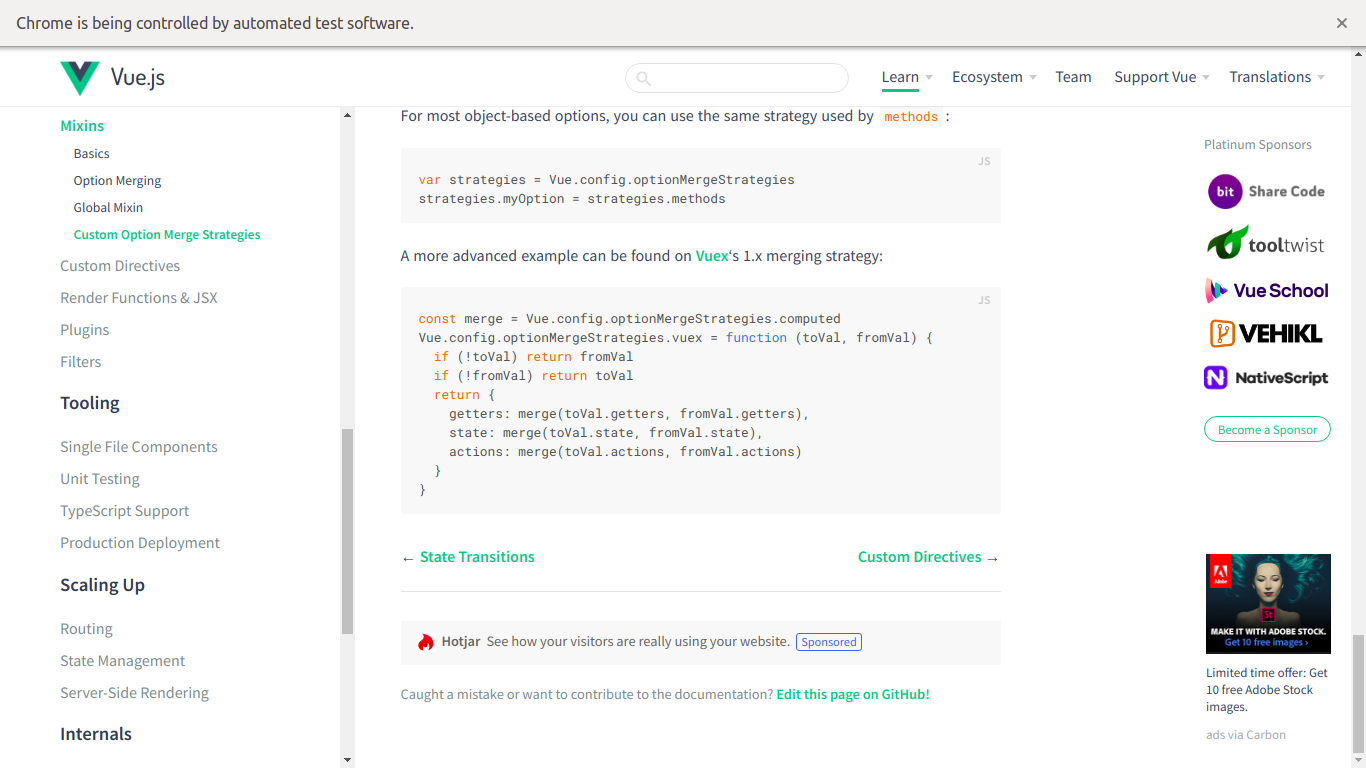 Chrome is being controlled by automated test software.
Vue.js
Learn
Ecosystem
Team
Support Vue
Translations
Mixins
Basics
Option Merging
Global Mixin
Custom Option Merge Strategies
Custom Directives
Render Functions & JSX
Plugins
Filters
Tooling
Single File Components
Unit Testing
TypeScript Support
Production Deployment
Scaling Up
Routing
State Management
Server-Side Rendering
Internals
For most object-based options, you can use the same strategy used by methods :
JS
var strategies = Vue.config.optionMergeStrategies
strategies.myOption = strategies.methods
A more advanced example can be found on Vuex‘s 1.x merging strategy:
JS
const merge = Vue.config.optionMergeStrategies.computed
Vue.config.optionMergeStrategies.vuex = function (toVal, fromVal) {
  if (!toVal) return fromVal
  if (!fromVal) return toVal
  return {
    getters: merge(toVal.getters, fromVal.getters),
    state: merge(toVal.state, fromVal.state),
    actions: merge(toVal.actions, fromVal.actions)
  }
}
← State Transitions
Custom Directives →
Hotjar See how your visitors are really using your website. Sponsored
Caught a mistake or want to contribute to the documentation? Edit this page on GitHub!
Platinum Sponsors
bit Share Code
tooltwist
Vue School
VEHIKL
N NativeScript
Become a Sponsor
Adobe
St
MAKE IT WITH ADOBE STOCK.
Get 10 free images ›
Limited time offer: Get
10 free Adobe Stock
images.
ads via Carbon